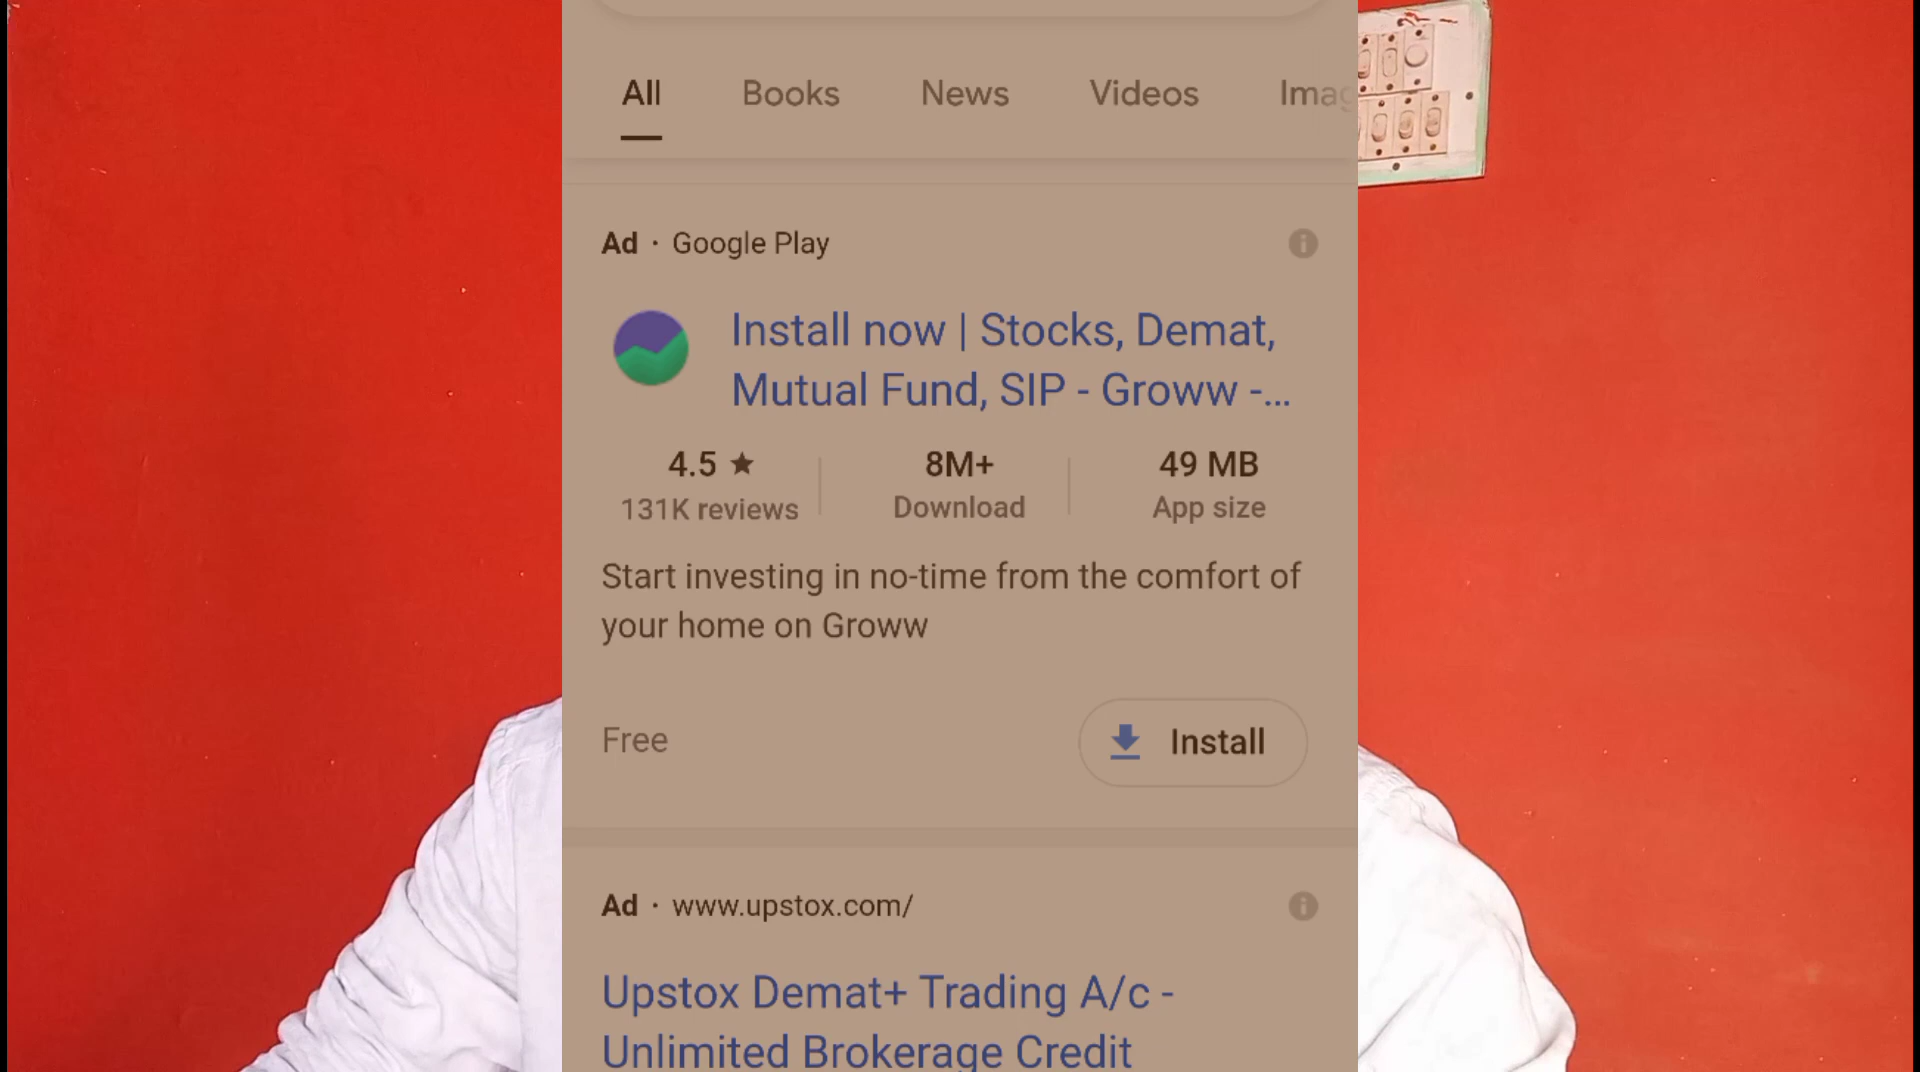 All Books News Videos Imag
Ad · Google Play
Install now | Stocks, Demat,
Mutual Fund, SIP - Groww -...
4.5 ★ 8M+ 49 MB
131K reviews Download App size
Start investing in no-time from the comfort of
your home on Groww
Free Install
Ad · www.upstox.com/
Upstox Demat+ Trading A/c -
Unlimited Brokerage Credit